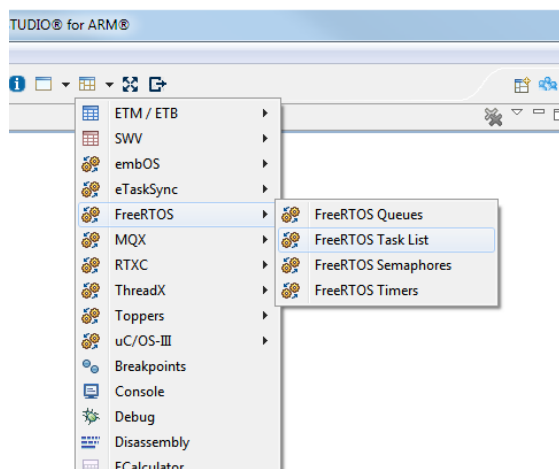 TUDIO® for ARM®
ETM / ETB
SWV
embOS
eTaskSync
FreeRTOS
FreeRTOS Queues
MQX
FreeRTOS Task List
RTXC
FreeRTOS Semaphores
ThreadX
FreeRTOS Timers
Toppers
uC/OS-III
Breakpoints
Console
Debug
Disassembly